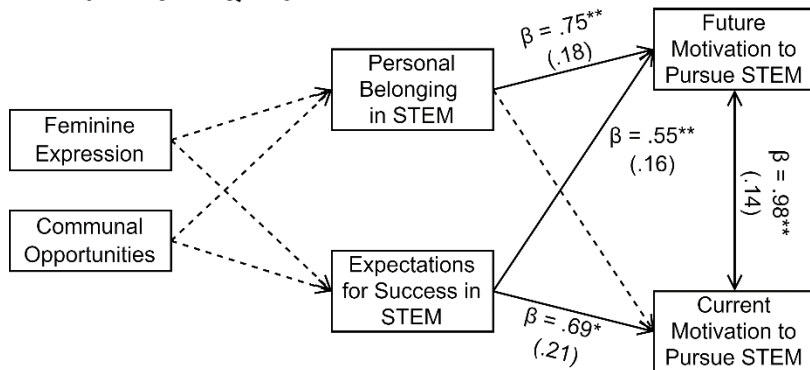 Feminine
Expression
Communal
Opportunities
Personal
Belonging
in STEM
Expectations
for Success in
STEM
β = .75**
(.18)
β = .55**
(.16)
β = .69*
(.21)
Future
Motivation to
Pursue STEM
β = .98**
(.14)
Current
Motivation to
Pursue STEM